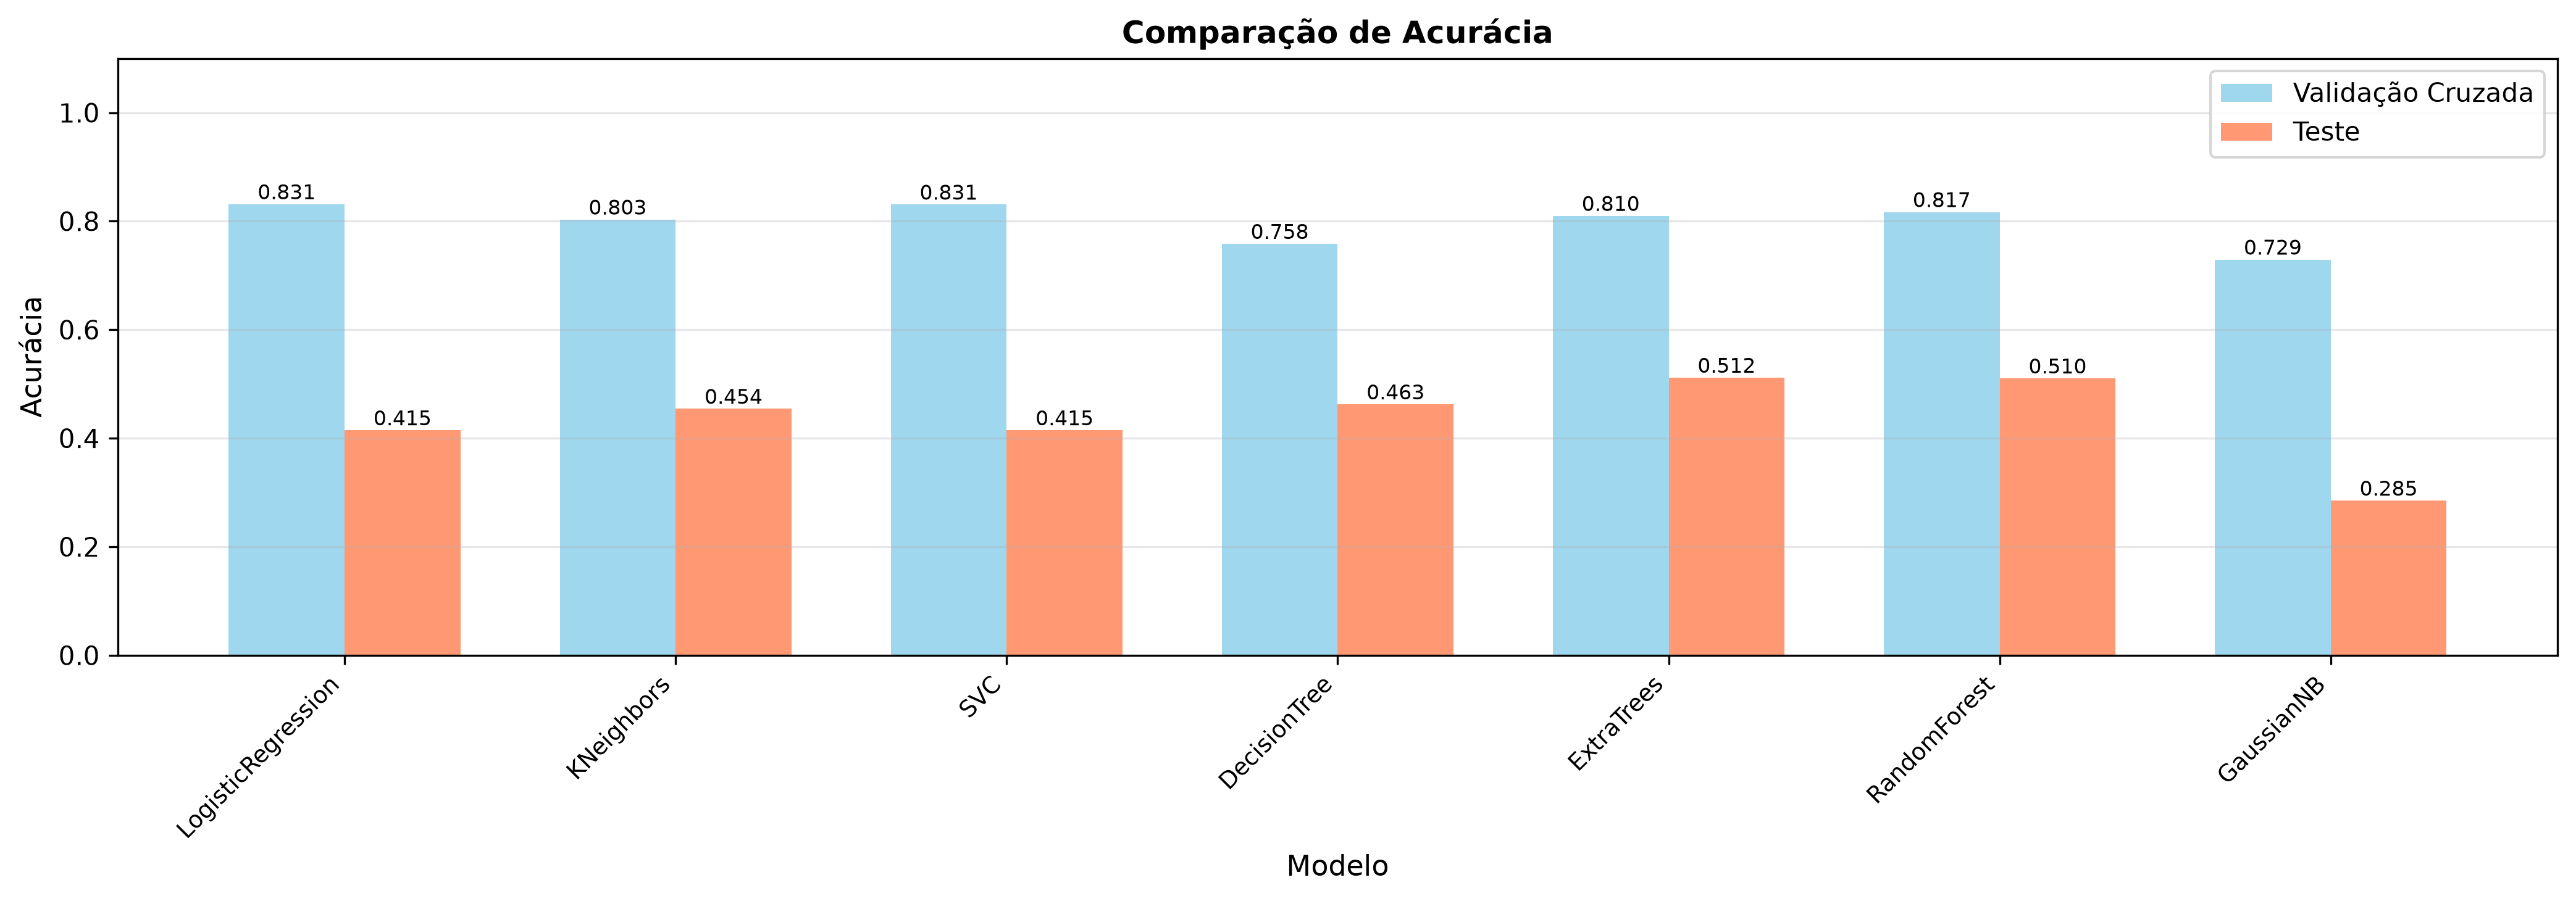 Comparação de Acurácia
Acurácia
1.0
0.8
0.6
0.4
0.2
0.0
Validação Cruzada
Teste
0.831
0.415
0.803
0.454
0.831
0.415
0.758
0.463
0.810
0.512
0.817
0.510
0.729
0.285
LogisticRegression
KNeighbors
SVC
DecisionTree
ExtraTrees
RandomForest
GaussianNB
Modelo